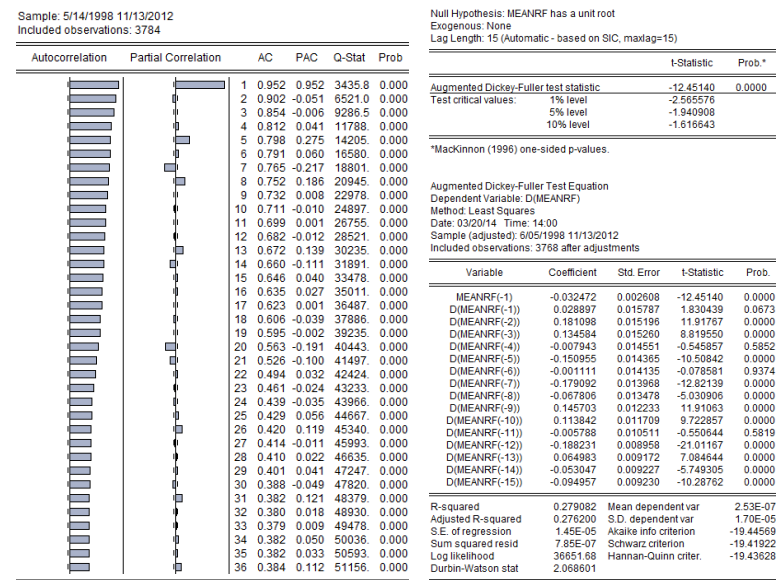 Sample: 5/14/1998 11/13/2012
Included observations: 3784
Autocorrelation Partial Correlation AC PAC Q-Stat Prob
1 0.952 0.952 3435.8 0.000
2 0.902 -0.051 6521.0 0.000
3 0.854 -0.006 9286.5 0.000
4 0.812 0.041 11788. 0.000
5 0.798 0.275 14205. 0.000
6 0.791 0.060 16580. 0.000
7 0.765 -0.217 18801. 0.000
8 0.752 0.186 20945. 0.000
9 0.732 0.008 22978. 0.000
10 0.711 -0.010 24897. 0.000
11 0.699 0.001 26755. 0.000
12 0.682 -0.012 28521. 0.000
13 0.672 0.139 30235. 0.000
14 0.660 -0.111 31891. 0.000
15 0.646 0.040 33478. 0.000
16 0.635 0.027 35011. 0.000
17 0.623 0.001 36487. 0.000
18 0.606 -0.039 37886. 0.000
19 0.595 -0.002 39235. 0.000
20 0.563 -0.191 40443. 0.000
21 0.526 -0.100 41497. 0.000
22 0.494 0.032 42424. 0.000
23 0.461 -0.024 43233. 0.000
24 0.439 -0.035 43966. 0.000
25 0.429 0.056 44667. 0.000
26 0.420 0.119 45340. 0.000
27 0.414 -0.011 45993. 0.000
28 0.410 0.022 46635. 0.000
29 0.401 0.041 47247. 0.000
30 0.388 -0.049 47820. 0.000
31 0.382 0.121 48379. 0.000
32 0.380 0.018 48930. 0.000
33 0.379 0.009 49478. 0.000
34 0.382 0.050 50036. 0.000
35 0.382 0.033 50593. 0.000
36 0.384 0.112 51156. 0.000
Null Hypothesis: MEANRF has a unit root
Exogenous: None
Lag Length: 15 (Automatic - based on SIC, maxlag=15)
t-Statistic Prob.*
Augmented Dickey-Fuller test statistic -12.45140 0.0000
Test critical values: 1% level -2.565576
5% level -1.940908
10% level -1.616643
*MacKinnon (1996) one-sided p-values.
Augmented Dickey-Fuller Test Equation
Dependent Variable: D(MEANRF)
Method: Least Squares
Date: 03/20/14 Time: 14:00
Sample (adjusted): 6/05/1998 11/13/2012
Included observations: 3768 after adjustments
Variable Coefficient Std. Error t-Statistic Prob.
MEANRF(-1) -0.032472 0.002608 -12.45140 0.0000
D(MEANRF(-1)) 0.028897 0.015787 1.830439 0.0673
D(MEANRF(-2)) 0.181098 0.015196 11.91767 0.0000
D(MEANRF(-3)) 0.134584 0.015260 8.819550 0.0000
D(MEANRF(-4)) -0.007943 0.014551 -0.545857 0.5852
D(MEANRF(-5)) -0.150955 0.014365 -10.50842 0.0000
D(MEANRF(-6)) -0.001111 0.014135 -0.078581 0.9374
D(MEANRF(-7)) -0.179092 0.013968 -12.82139 0.0000
D(MEANRF(-8)) -0.067806 0.013478 -5.030906 0.0000
D(MEANRF(-9)) 0.145703 0.012233 11.91063 0.0000
D(MEANRF(-10)) 0.113842 0.011709 9.722857 0.0000
D(MEANRF(-11)) -0.005788 0.010511 -0.550644 0.5819
D(MEANRF(-12)) -0.188231 0.008958 -21.01167 0.0000
D(MEANRF(-13)) 0.064983 0.009172 7.084644 0.0000
D(MEANRF(-14)) -0.053047 0.009227 -5.749305 0.0000
D(MEANRF(-15)) -0.094957 0.009230 -10.28762 0.0000
R-squared 0.279082 Mean dependent var 2.53E-07
Adjusted R-squared 0.276200 S.D. dependent var 1.70E-05
S.E. of regression 1.45E-05 Akaike info criterion -19.44569
Sum squared resid 7.85E-07 Schwarz criterion -19.41922
Log likelihood 36651.68 Hannan-Quinn criter. -19.43628
Durbin-Watson stat 2.068601